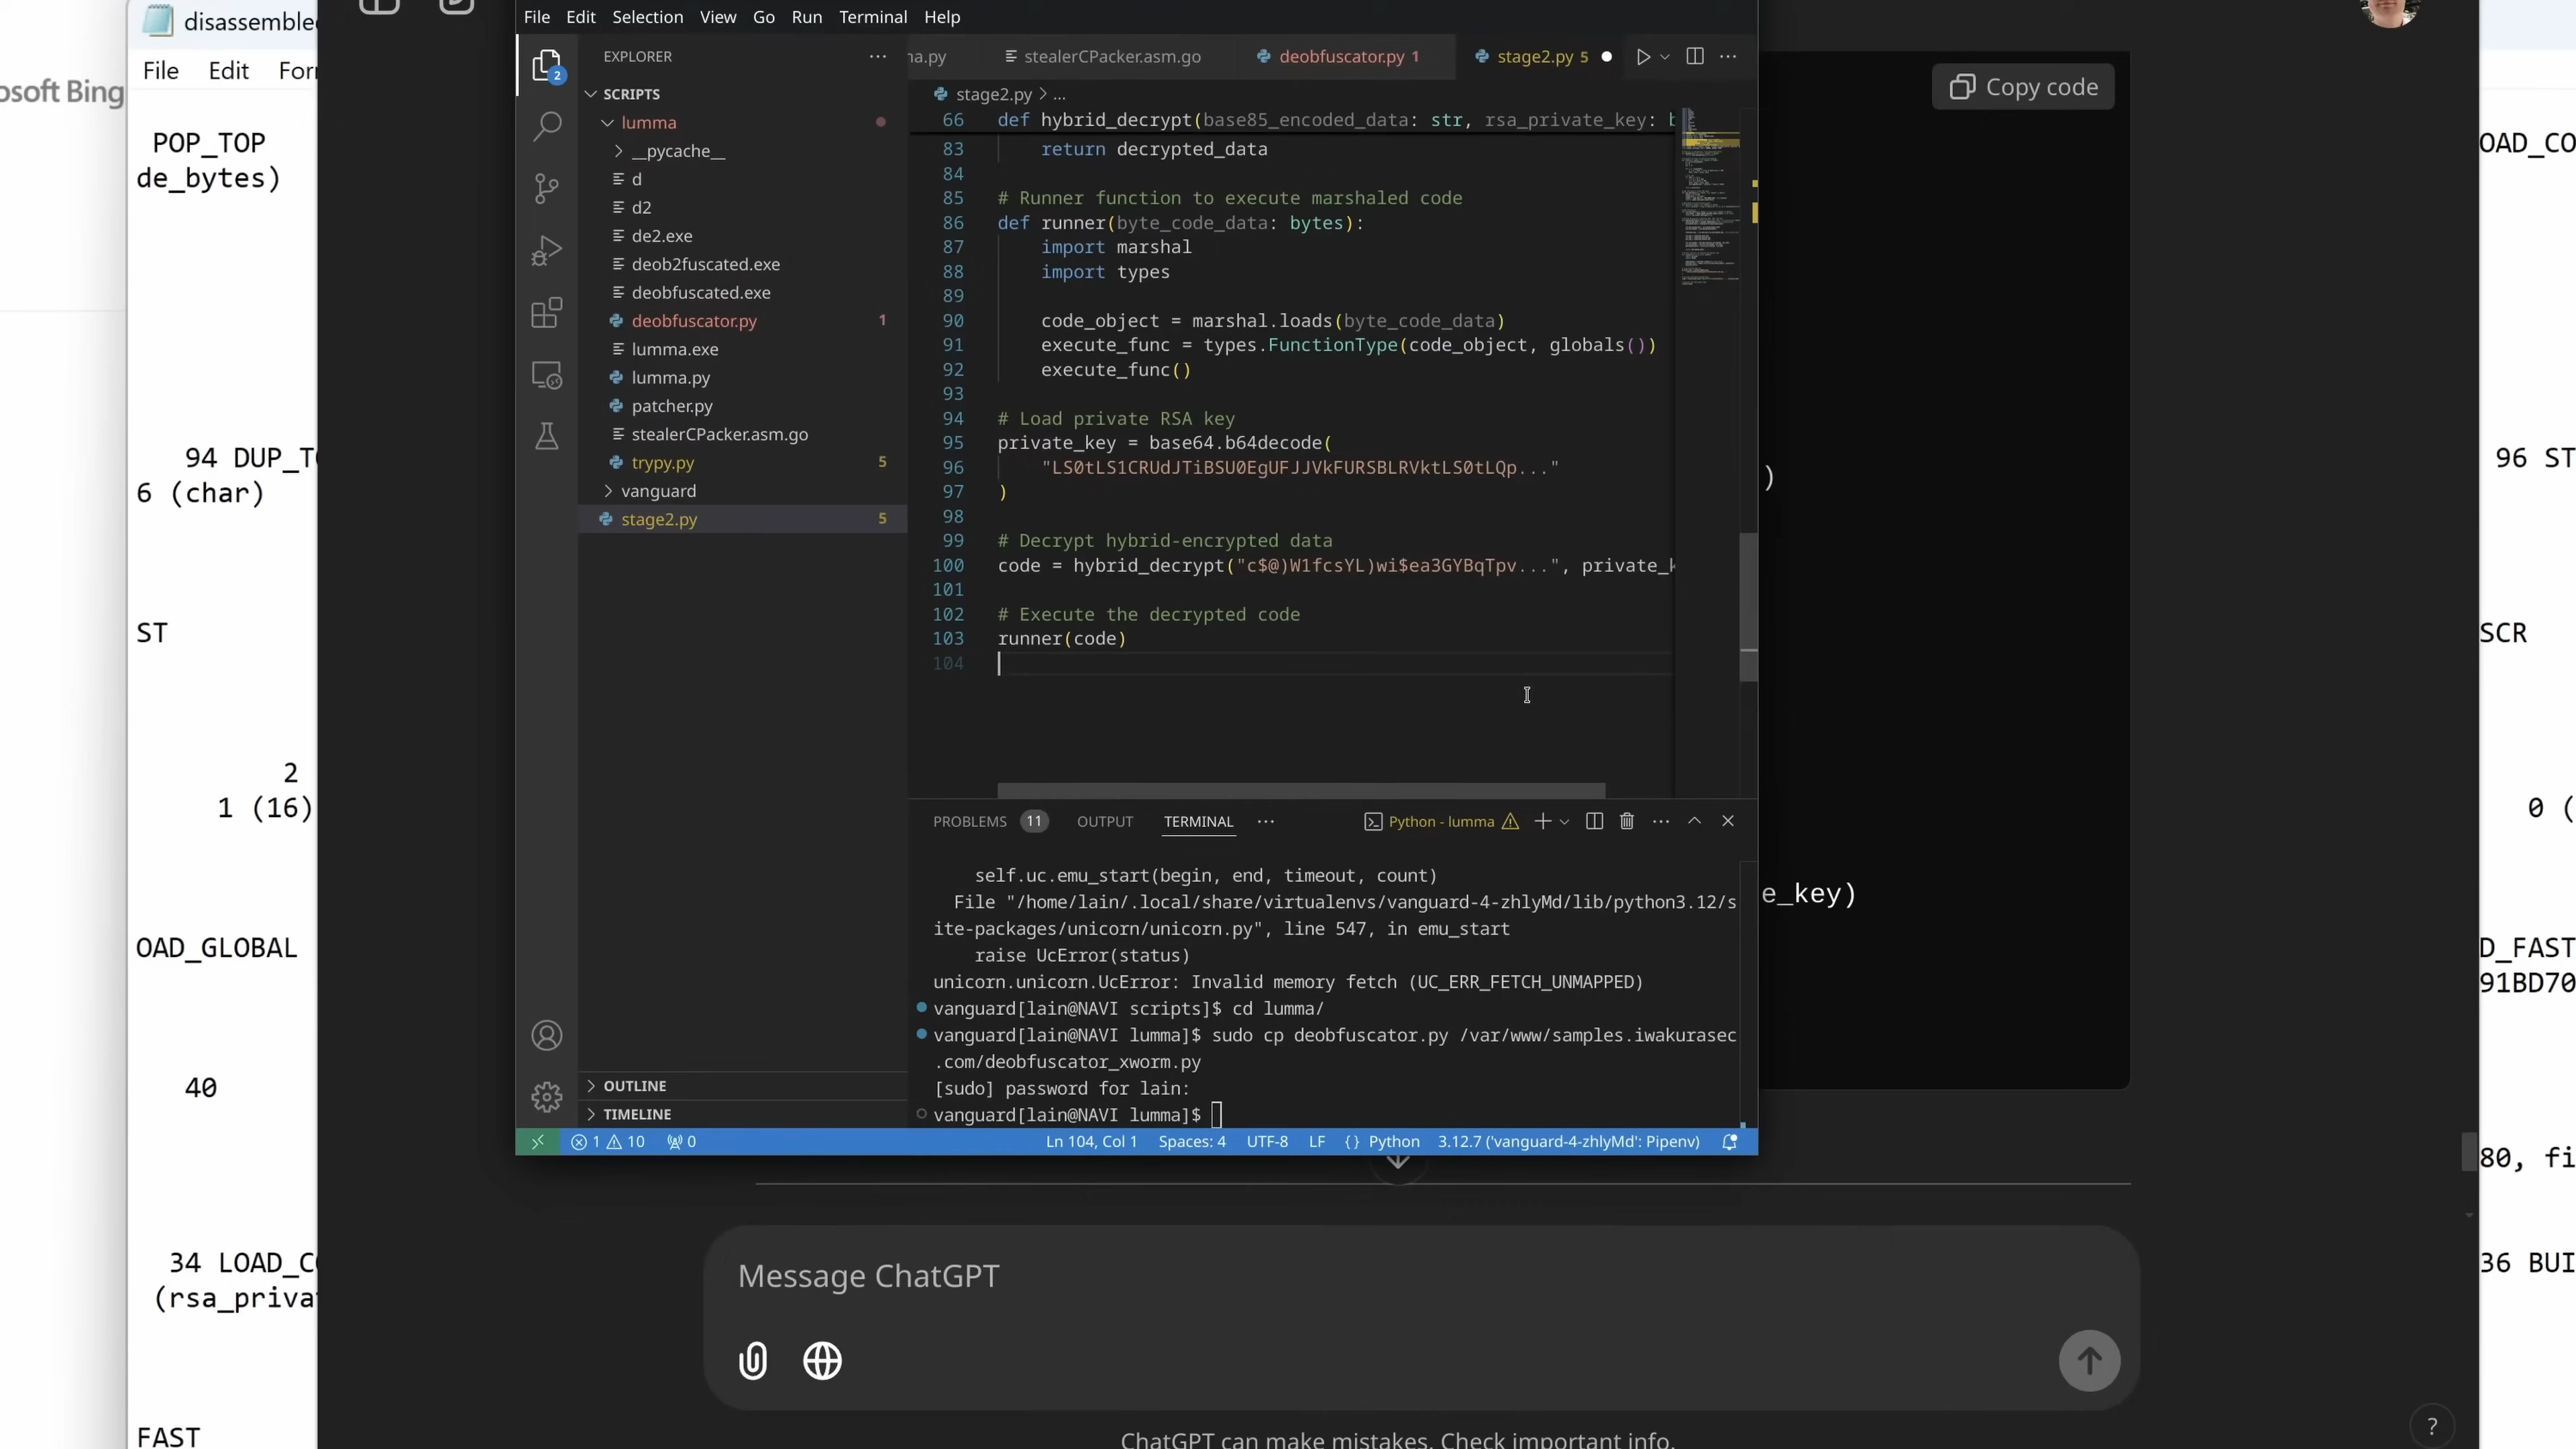 disassemble
File Edit
osoft Bing
POP_TOP
de_bytes)
94 DUP_T
6 (char)
ST
2
1 (16)
OAD_GLOBAL
40
34 LOAD_C
(rsa_priva
FAST
File Edit Selection View Go Run Terminal Help
EXPLORER
2
SCRIPTS
lumma
__pycache__
d
d2
de2.exe
deob2fuscated.exe
deobfuscated.exe
deobfuscator.py 1
lumma.exe
lumma.py
patcher.py
stealerCPacker.asm.go
trypy.py 5
vanguard
stage2.py 5
OUTLINE
TIMELINE
na.py stealerCPacker.asm.go deobfuscator.py 1 stage2.py 5
stage2.py > ...
66 def hybrid_decrypt(base85_encoded_data: str, rsa_private_key: b
83 return decrypted_data
84
85 # Runner function to execute marshaled code
86 def runner(byte_code_data: bytes):
87 import marshal
88 import types
89
90 code_object = marshal.loads(byte_code_data)
91 execute_func = types.FunctionType(code_object, globals())
92 execute_func()
93
94 # Load private RSA key
95 private_key = base64.b64decode(
96 "LS0tLS1CRUdJTiBSU0EgUFJJVkFURSBLRVktLS0tLQp..."
97 )
98
99 # Decrypt hybrid-encrypted data
100 code = hybrid_decrypt("c$@)W1fcsYL)wi$ea3GYBqTpv...", private_k
101
102 # Execute the decrypted code
103 runner(code)
104
PROBLEMS 11 OUTPUT TERMINAL ... Python - lumma
self.uc.emu_start(begin, end, timeout, count)
File "/home/lain/.local/share/virtualenvs/vanguard-4-zhlyMd/lib/python3.12/s
ite-packages/unicorn/unicorn.py", line 547, in emu_start
raise UcError(status)
unicorn.unicorn.UcError: Invalid memory fetch (UC_ERR_FETCH_UNMAPPED)
vanguard[lain@NAVI scripts]$ cd lumma/
vanguard[lain@NAVI lumma]$ sudo cp deobfuscator.py /var/www/samples.iwakurasec
.com/deobfuscator_xworm.py
[sudo] password for lain:
vanguard[lain@NAVI lumma]$
1 10 0 Ln 104, Col 1 Spaces: 4 UTF-8 LF {} Python 3.12.7 ('vanguard-4-zhlyMd': Pipenv)
Copy code
)
e_key)
Message ChatGPT
ChatGPT can make mistakes. Check important info.
?
OAD_CO
96 ST
SCR
0 (
D_FAST
91BD70
80, fi
36 BUI